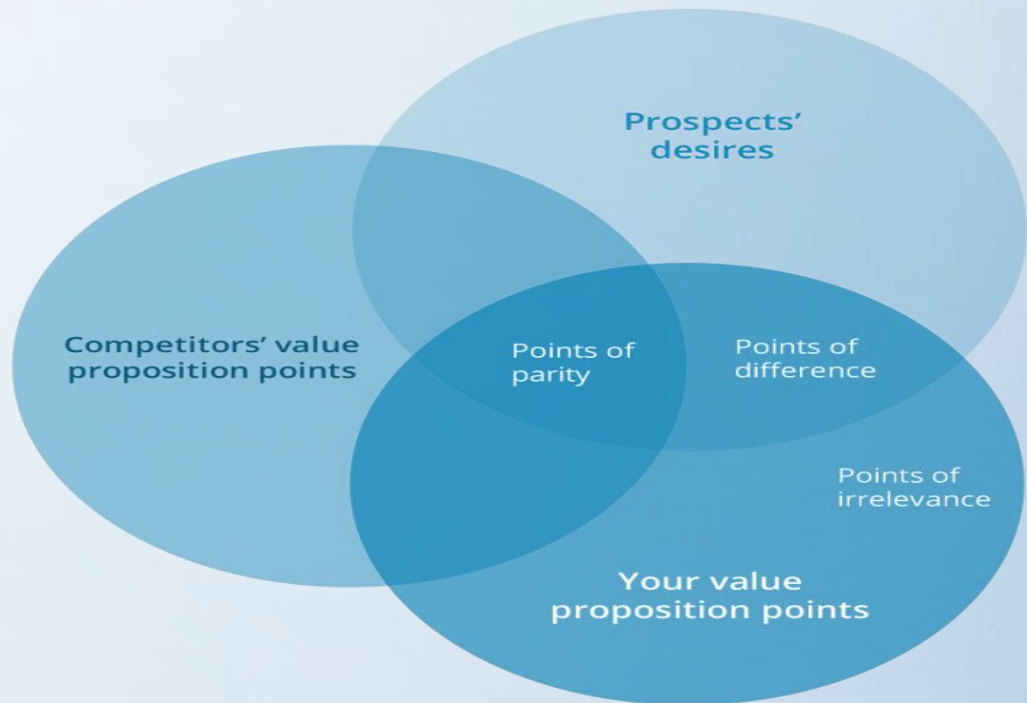 Prospects’
desires
Competitors’ value
proposition points
Points of
parity
Points of
difference
Points of
irrelevance
Your value
proposition points